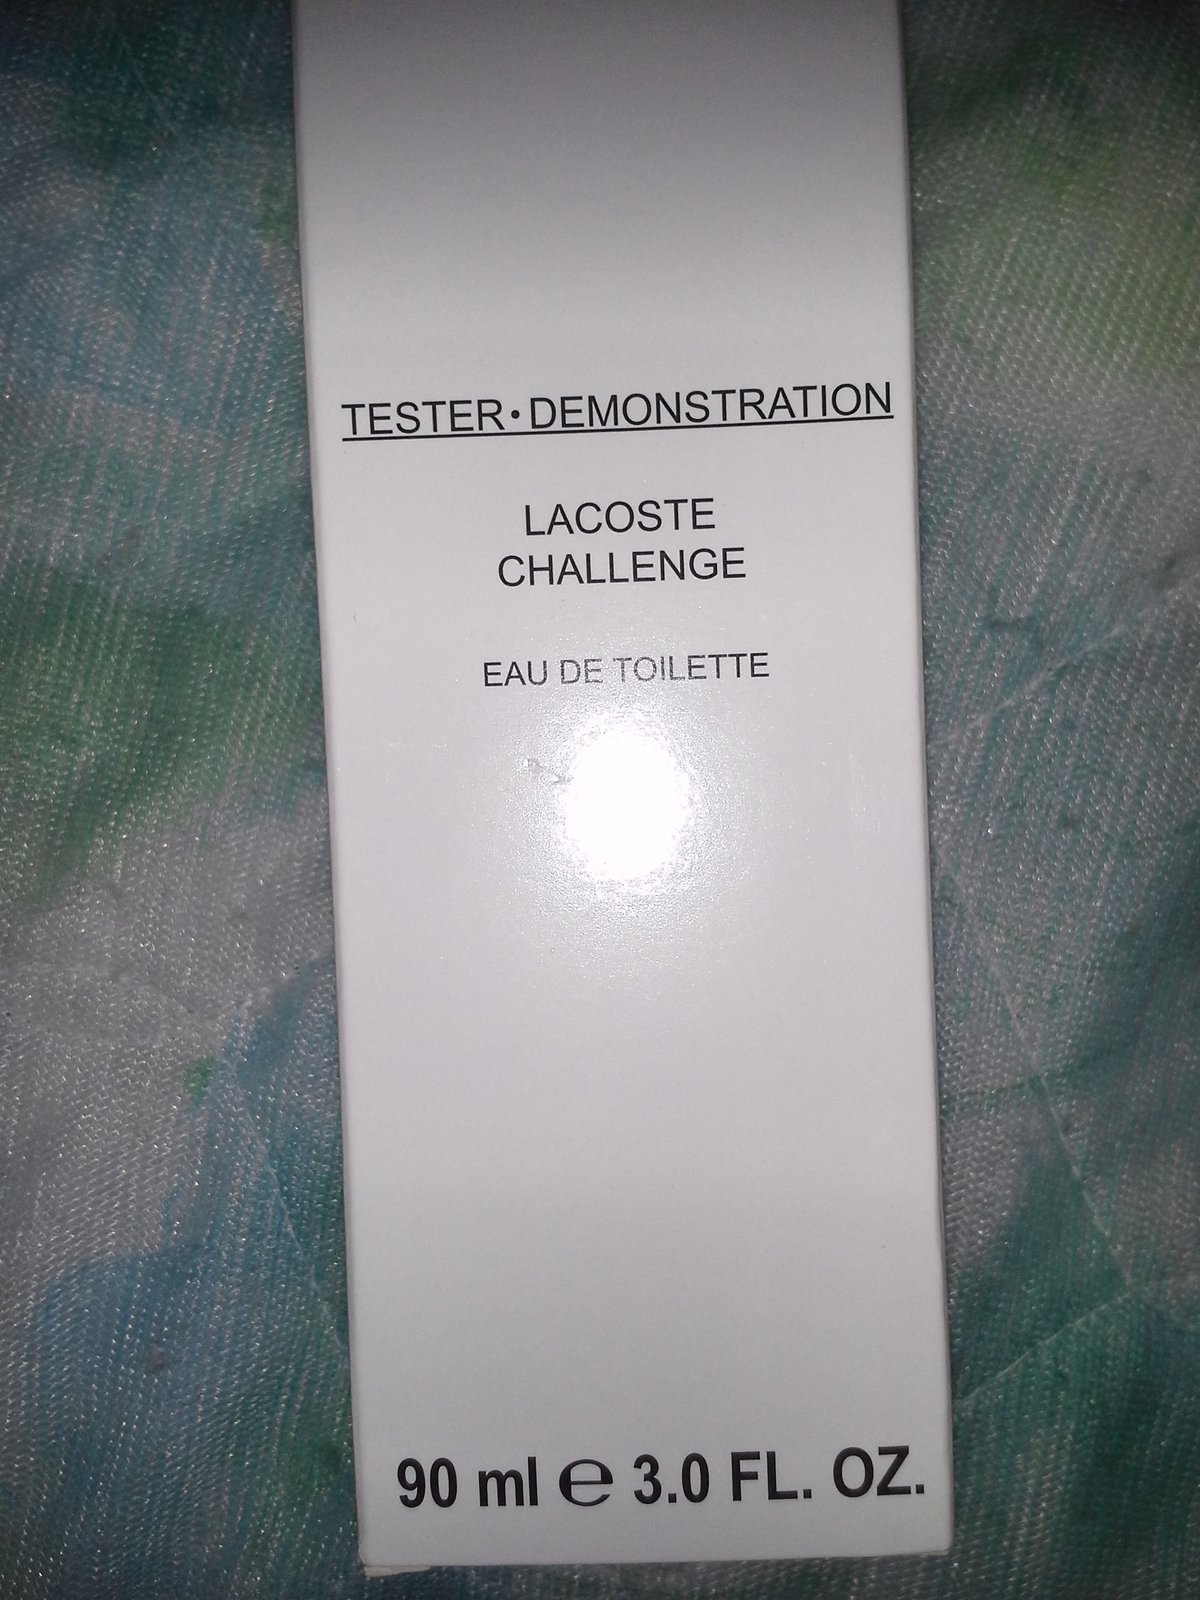 TESTER•DEMONSTRATION
LACOSTE
CHALLENGE
EAU DE TOILETTE
90 ml ℮ 3.0 FL. OZ.